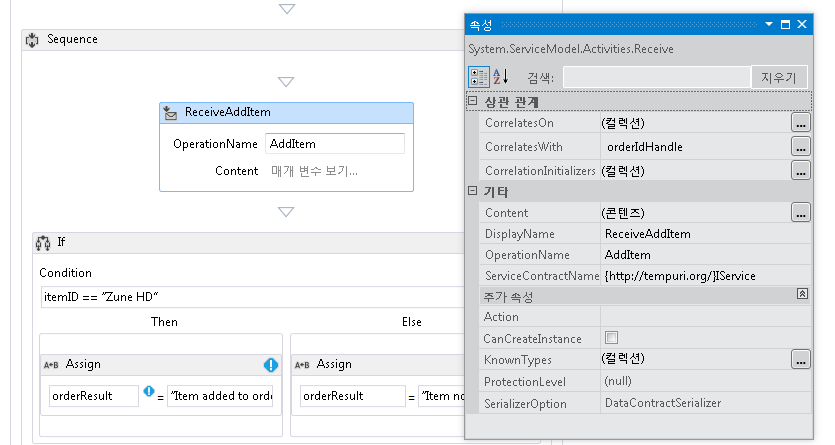 Sequence
ReceiveAddItem
OperationName AddItem
Content 매개 변수 보기...
If
Condition
itemID == "Zune HD"
Then Else
Assign Assign
orderResult = "Item added to orde orderResult = "Item no
속성
System.ServiceModel.Activities.Receive
검색: 지우기
상관 관계
CorrelatesOn (컬렉션) ...
CorrelatesWith orderIdHandle ...
CorrelationInitializers (컬렉션) ...
기타
Content (콘텐츠) ...
DisplayName ReceiveAddItem
OperationName AddItem
ServiceContractName {http://tempuri.org/}IService
추가 속성
Action
CanCreateInstance
KnownTypes (컬렉션) ...
ProtectionLevel (null)
SerializerOption DataContractSerializer